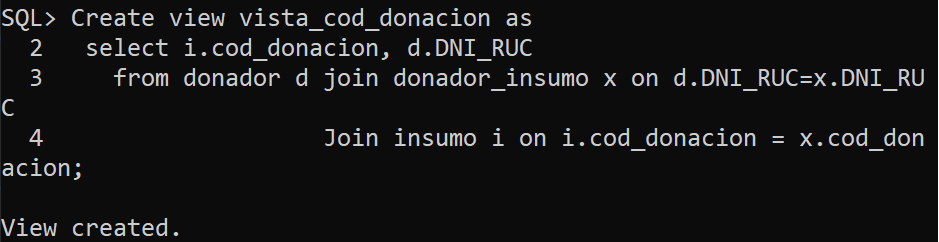 SQL> Create view vista_cod_donacion as
  2   select i.cod_donacion, d.DNI_RUC
  3     from donador d join donador_insumo x on d.DNI_RUC=x.DNI_RU
C
  4                     Join insumo i on i.cod_donacion = x.cod_don
acion;

View created.